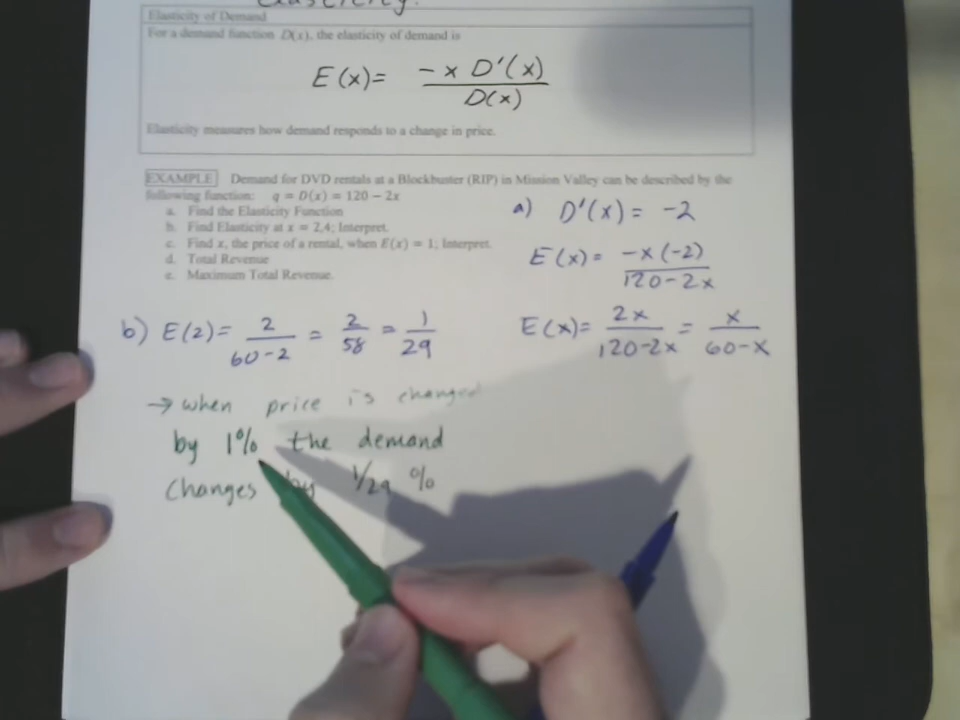 Elasticity.
Elasticity of Demand
For a demand function D(x), the elasticity of demand is
E(x) = -x D'(x) / D(x)
Elasticity measures how demand responds to a change in price.
EXAMPLE Demand for DVD rentals at a Blockbuster (RIP) in Mission Valley can be described by the
following function: q = D(x) = 120 − 2x
a. Find the Elasticity Function
b. Find Elasticity at x = 2,4; Interpret.
c. Find x, the price of a rental, when E(x) = 1; Interpret.
d. Total Revenue
e. Maximum Total Revenue.
a) D'(x) = -2
E(x) = -x(-2) / 120-2x
E(x) = 2x / 120-2x = x / 60-x
b) E(2) = 2 / 60-2 = 2 / 58 = 1 / 29
→ when price is changed
by 1% the demand
changes by 1/29 %